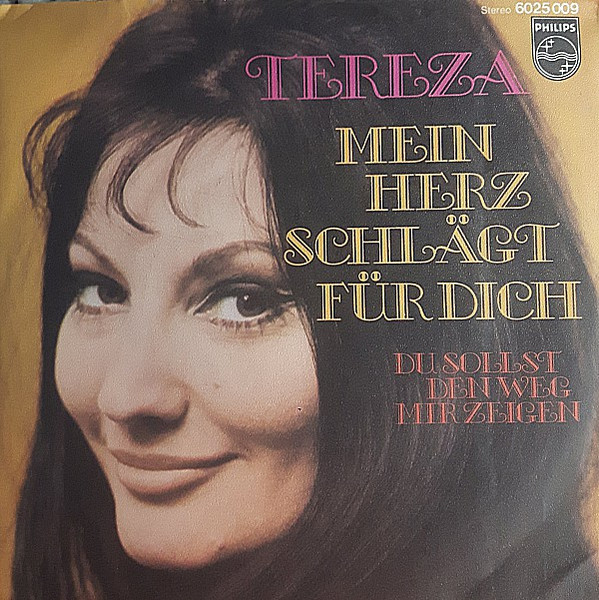 Stereo 6025 009
PHILIPS
TEREZA
MEIN
HERZ
SCHLÄGT
FÜR DICH
DU SOLLST
DEN WEG
MIR ZEIGEN